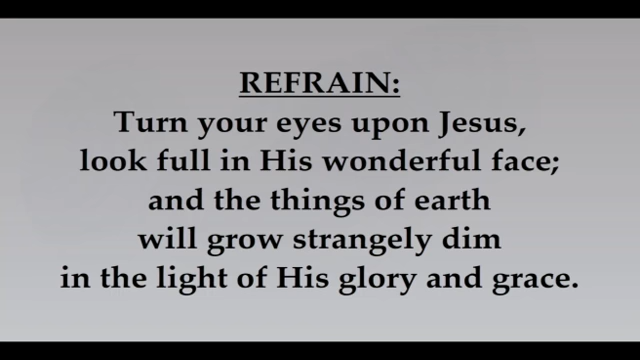 REFRAIN:
Turn your eyes upon Jesus,
look full in His wonderful face;
and the things of earth
will grow strangely dim
in the light of His glory and grace.